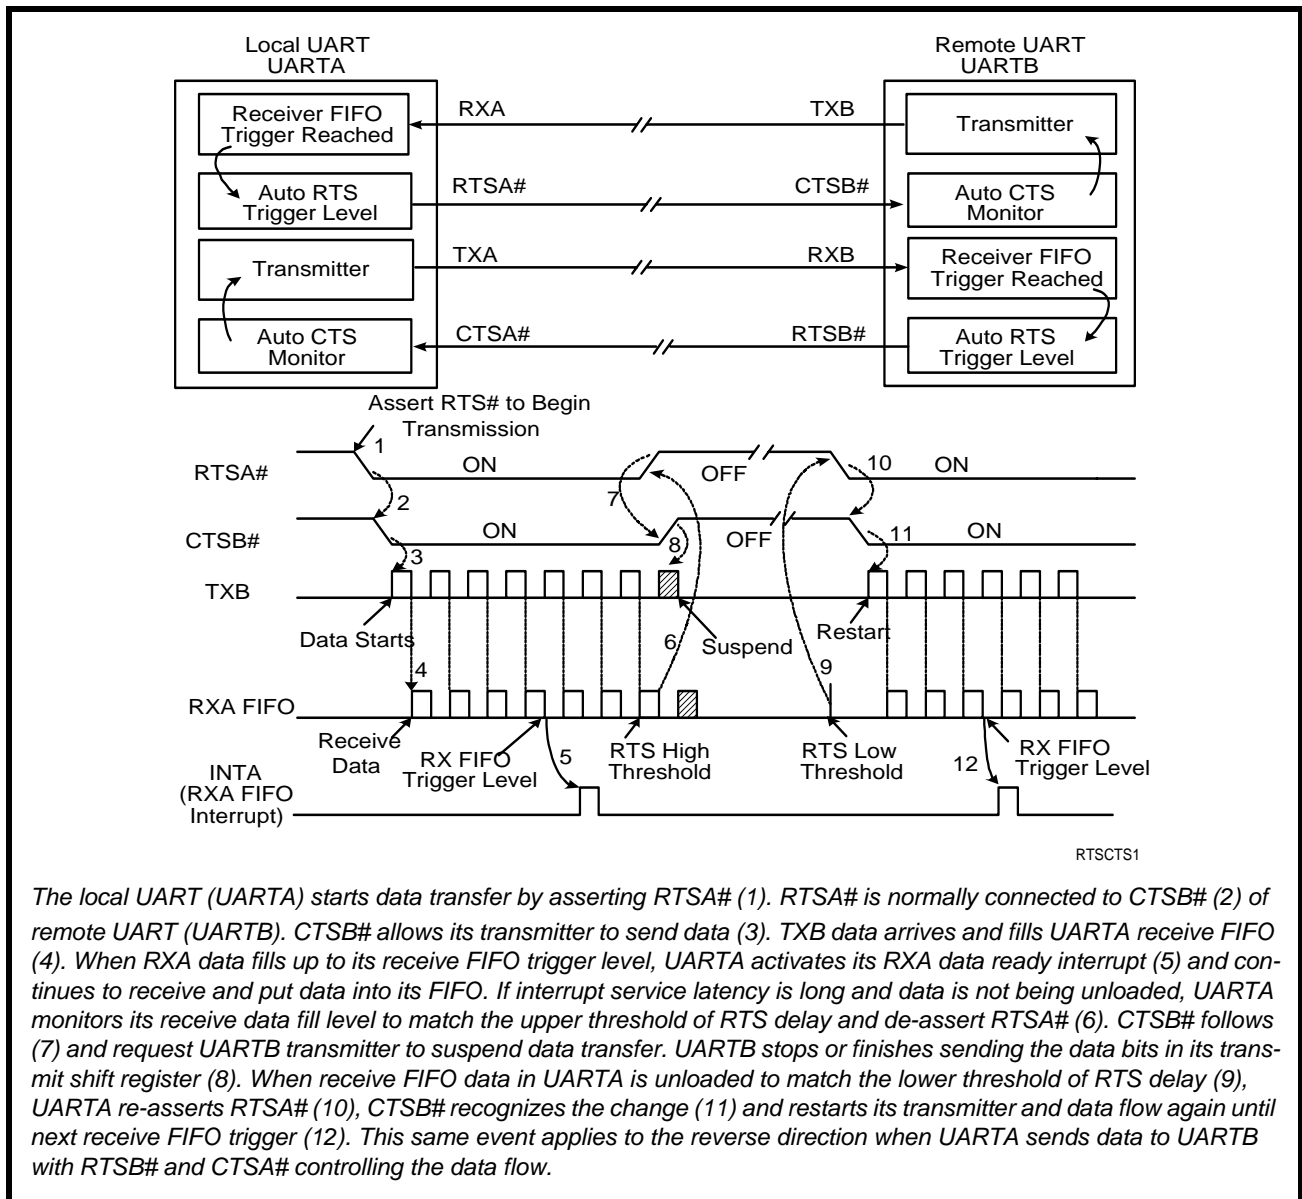 Local UART
UARTA
Remote UART
UARTB
Receiver FIFO
Trigger Reached
RXA
TXB
Transmitter
Auto RTS
Trigger Level
RTSA#
CTSB#
Auto CTS
Monitor
Transmitter
TXA
RXB
Receiver FIFO
Trigger Reached
Auto CTS
Monitor
CTSA#
RTSB#
Auto RTS
Trigger Level
Assert RTS# to Begin
Transmission
1
RTSA#
ON
OFF
10
ON
2
7
CTSB#
ON
OFF
11
ON
3
8
TXB
Data Starts
6
Suspend
Restart
4
9
RXA FIFO
Receive
Data
RX FIFO
Trigger Level
5
RTS High
Threshold
RTS Low
Threshold
12
RX FIFO
Trigger Level
INTA
(RXA FIFO
Interrupt)
RTSCTS1
The local UART (UARTA) starts data transfer by asserting RTSA# (1). RTSA# is normally connected to CTSB# (2) of
remote UART (UARTB). CTSB# allows its transmitter to send data (3). TXB data arrives and fills UARTA receive FIFO
(4). When RXA data fills up to its receive FIFO trigger level, UARTA activates its RXA data ready interrupt (5) and con-
tinues to receive and put data into its FIFO. If interrupt service latency is long and data is not being unloaded, UARTA
monitors its receive data fill level to match the upper threshold of RTS delay and de-assert RTSA# (6). CTSB# follows
(7) and request UARTB transmitter to suspend data transfer. UARTB stops or finishes sending the data bits in its trans-
mit shift register (8). When receive FIFO data in UARTA is unloaded to match the lower threshold of RTS delay (9),
UARTA re-asserts RTSA# (10), CTSB# recognizes the change (11) and restarts its transmitter and data flow again until
next receive FIFO trigger (12). This same event applies to the reverse direction when UARTA sends data to UARTB
with RTSB# and CTSA# controlling the data flow.